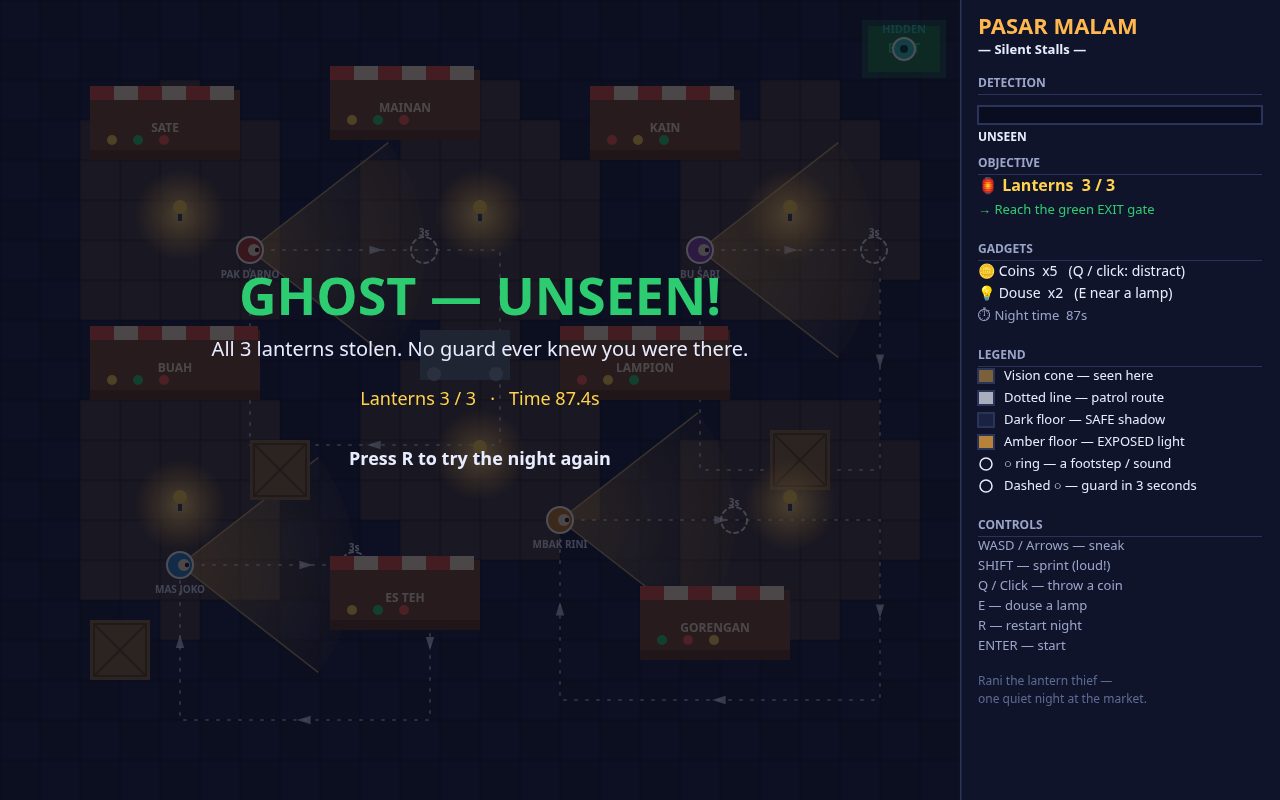 HIDDEN
SATE
MAINAN
KAIN
3s
3s
PAK DARNO
BU SARI
GHOST — UNSEEN!
All 3 lanterns stolen. No guard ever knew you were there.
BUAH
LAMPION
Lanterns 3 / 3 · Time 87.4s
Press R to try the night again
3s
MBAK RINI
3s
MAS JOKO
ES TEH
GORENGAN
PASAR MALAM
— Silent Stalls —
DETECTION
UNSEEN
OBJECTIVE
Lanterns 3 / 3
→ Reach the green EXIT gate
GADGETS
Coins x5 (Q / click: distract)
Douse x2 (E near a lamp)
Night time 87s
LEGEND
Vision cone — seen here
Dotted line — patrol route
Dark floor — SAFE shadow
Amber floor — EXPOSED light
○ ring — a footstep / sound
Dashed ○ — guard in 3 seconds
CONTROLS
WASD / Arrows — sneak
SHIFT — sprint (loud!)
Q / Click — throw a coin
E — douse a lamp
R — restart night
ENTER — start
Rani the lantern thief —
one quiet night at the market.